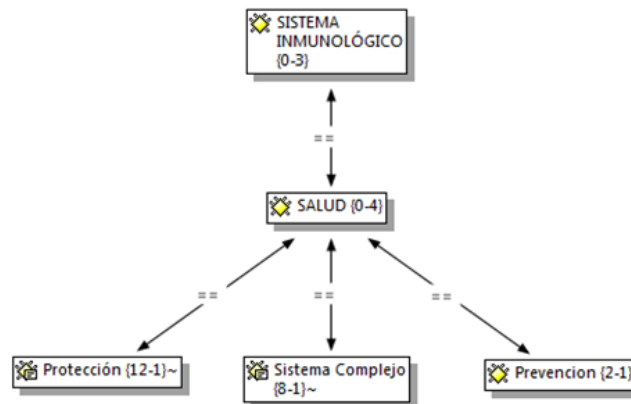 SISTEMA
INMUNOLÓGICO
{0-3}
==
SALUD {0-4}
== == ==
Protección {12-1}~
Sistema Complejo
{8-1}~
Prevencion {2-1}